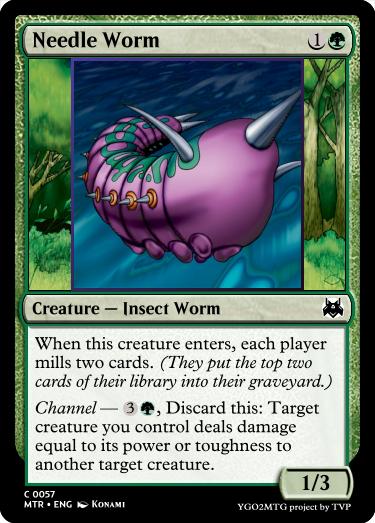 Needle Worm 1
Creature — Insect Worm
When this creature enters, each player
mills two cards. (They put the top two
cards of their library into their graveyard.)
Channel — 3, Discard this: Target
creature you control deals damage
equal to its power or toughness to
another target creature.
1/3
C 0057
MTR • ENG Konami
YGO2MTG project by TVP